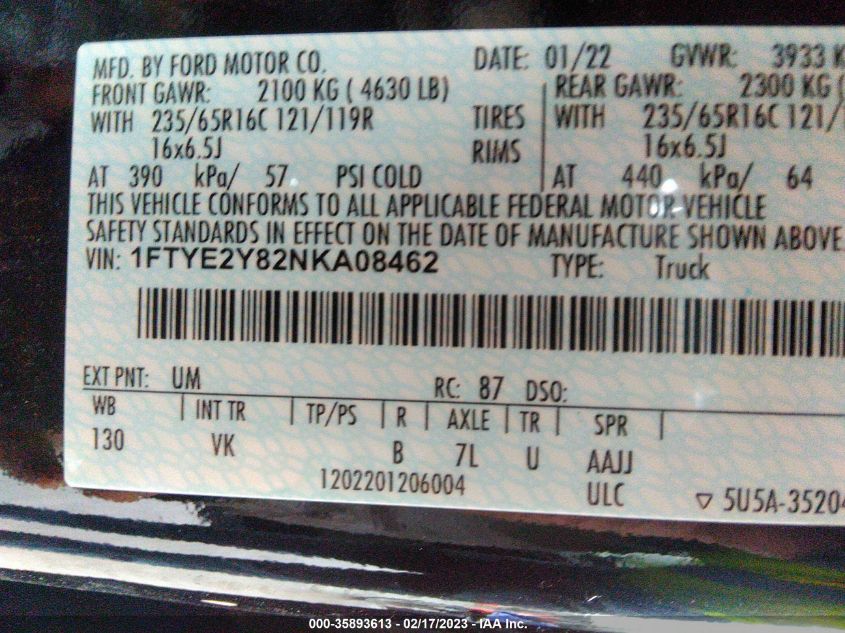 MFD. BY FORD MOTOR CO. DATE: 01/22 GVWR: 3933 K
FRONT GAWR: 2100 KG ( 4630 LB) REAR GAWR: 2300 KG (
WITH 235/65R16C 121/119R TIRES WITH 235/65R16C 121/1
16x6.5J RIMS 16x6.5J
AT 390 kPa/ 57 PSI COLD AT 440 kPa/ 64
THIS VEHICLE CONFORMS TO ALL APPLICABLE FEDERAL MOTOR VEHICLE
SAFETY STANDARDS IN EFFECT ON THE DATE OF MANUFACTURE SHOWN ABOVE.
VIN: 1FTYE2Y82NKA08462 TYPE: Truck
EXT PNT: UM RC: 87 DSO:
WB INT TR TP/PS R AXLE TR SPR
130 VK B 7L U AAJJ
1202201206004 ULC ▽ 5U5A-35204
000-35893613 - 02/17/2023 - IAA Inc.